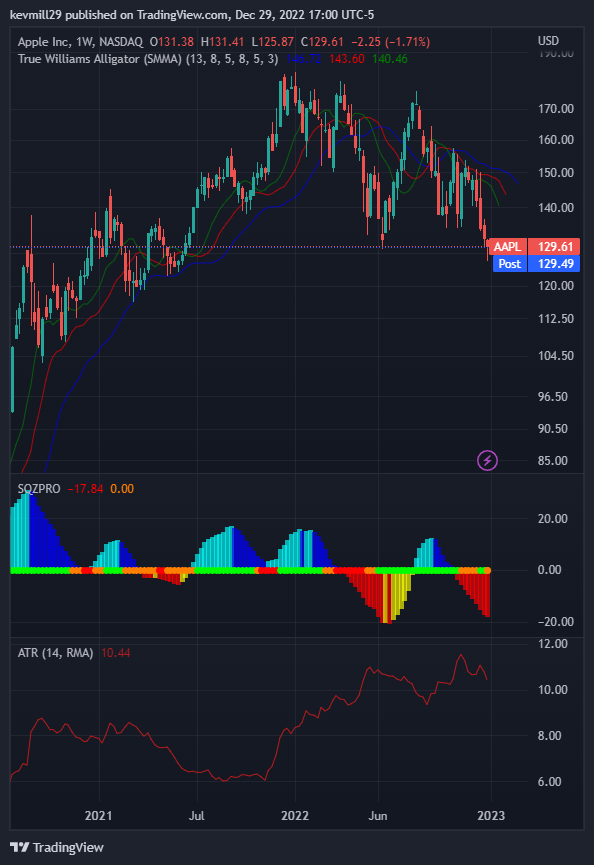 kevmill29 published on TradingView.com, Dec 29, 2022 17:00 UTC-5
Apple Inc, 1W, NASDAQ O131.38 H131.41 L125.87 C129.61 −2.25 (−1.71%)
USD
True Williams Alligator (SMMA) (13, 8, 5, 8, 5, 3) 148.72 143.60 140.46
190.00
170.00
160.00
150.00
140.00
AAPL 129.61
Post 129.49
120.00
112.50
104.50
96.50
90.50
85.00
SQZPRO −17.84 0.00
20.00
0.00
−20.00
ATR (14, RMA) 10.44
12.00
10.00
8.00
6.00
2021 Jul 2022 Jun 2023
TradingView